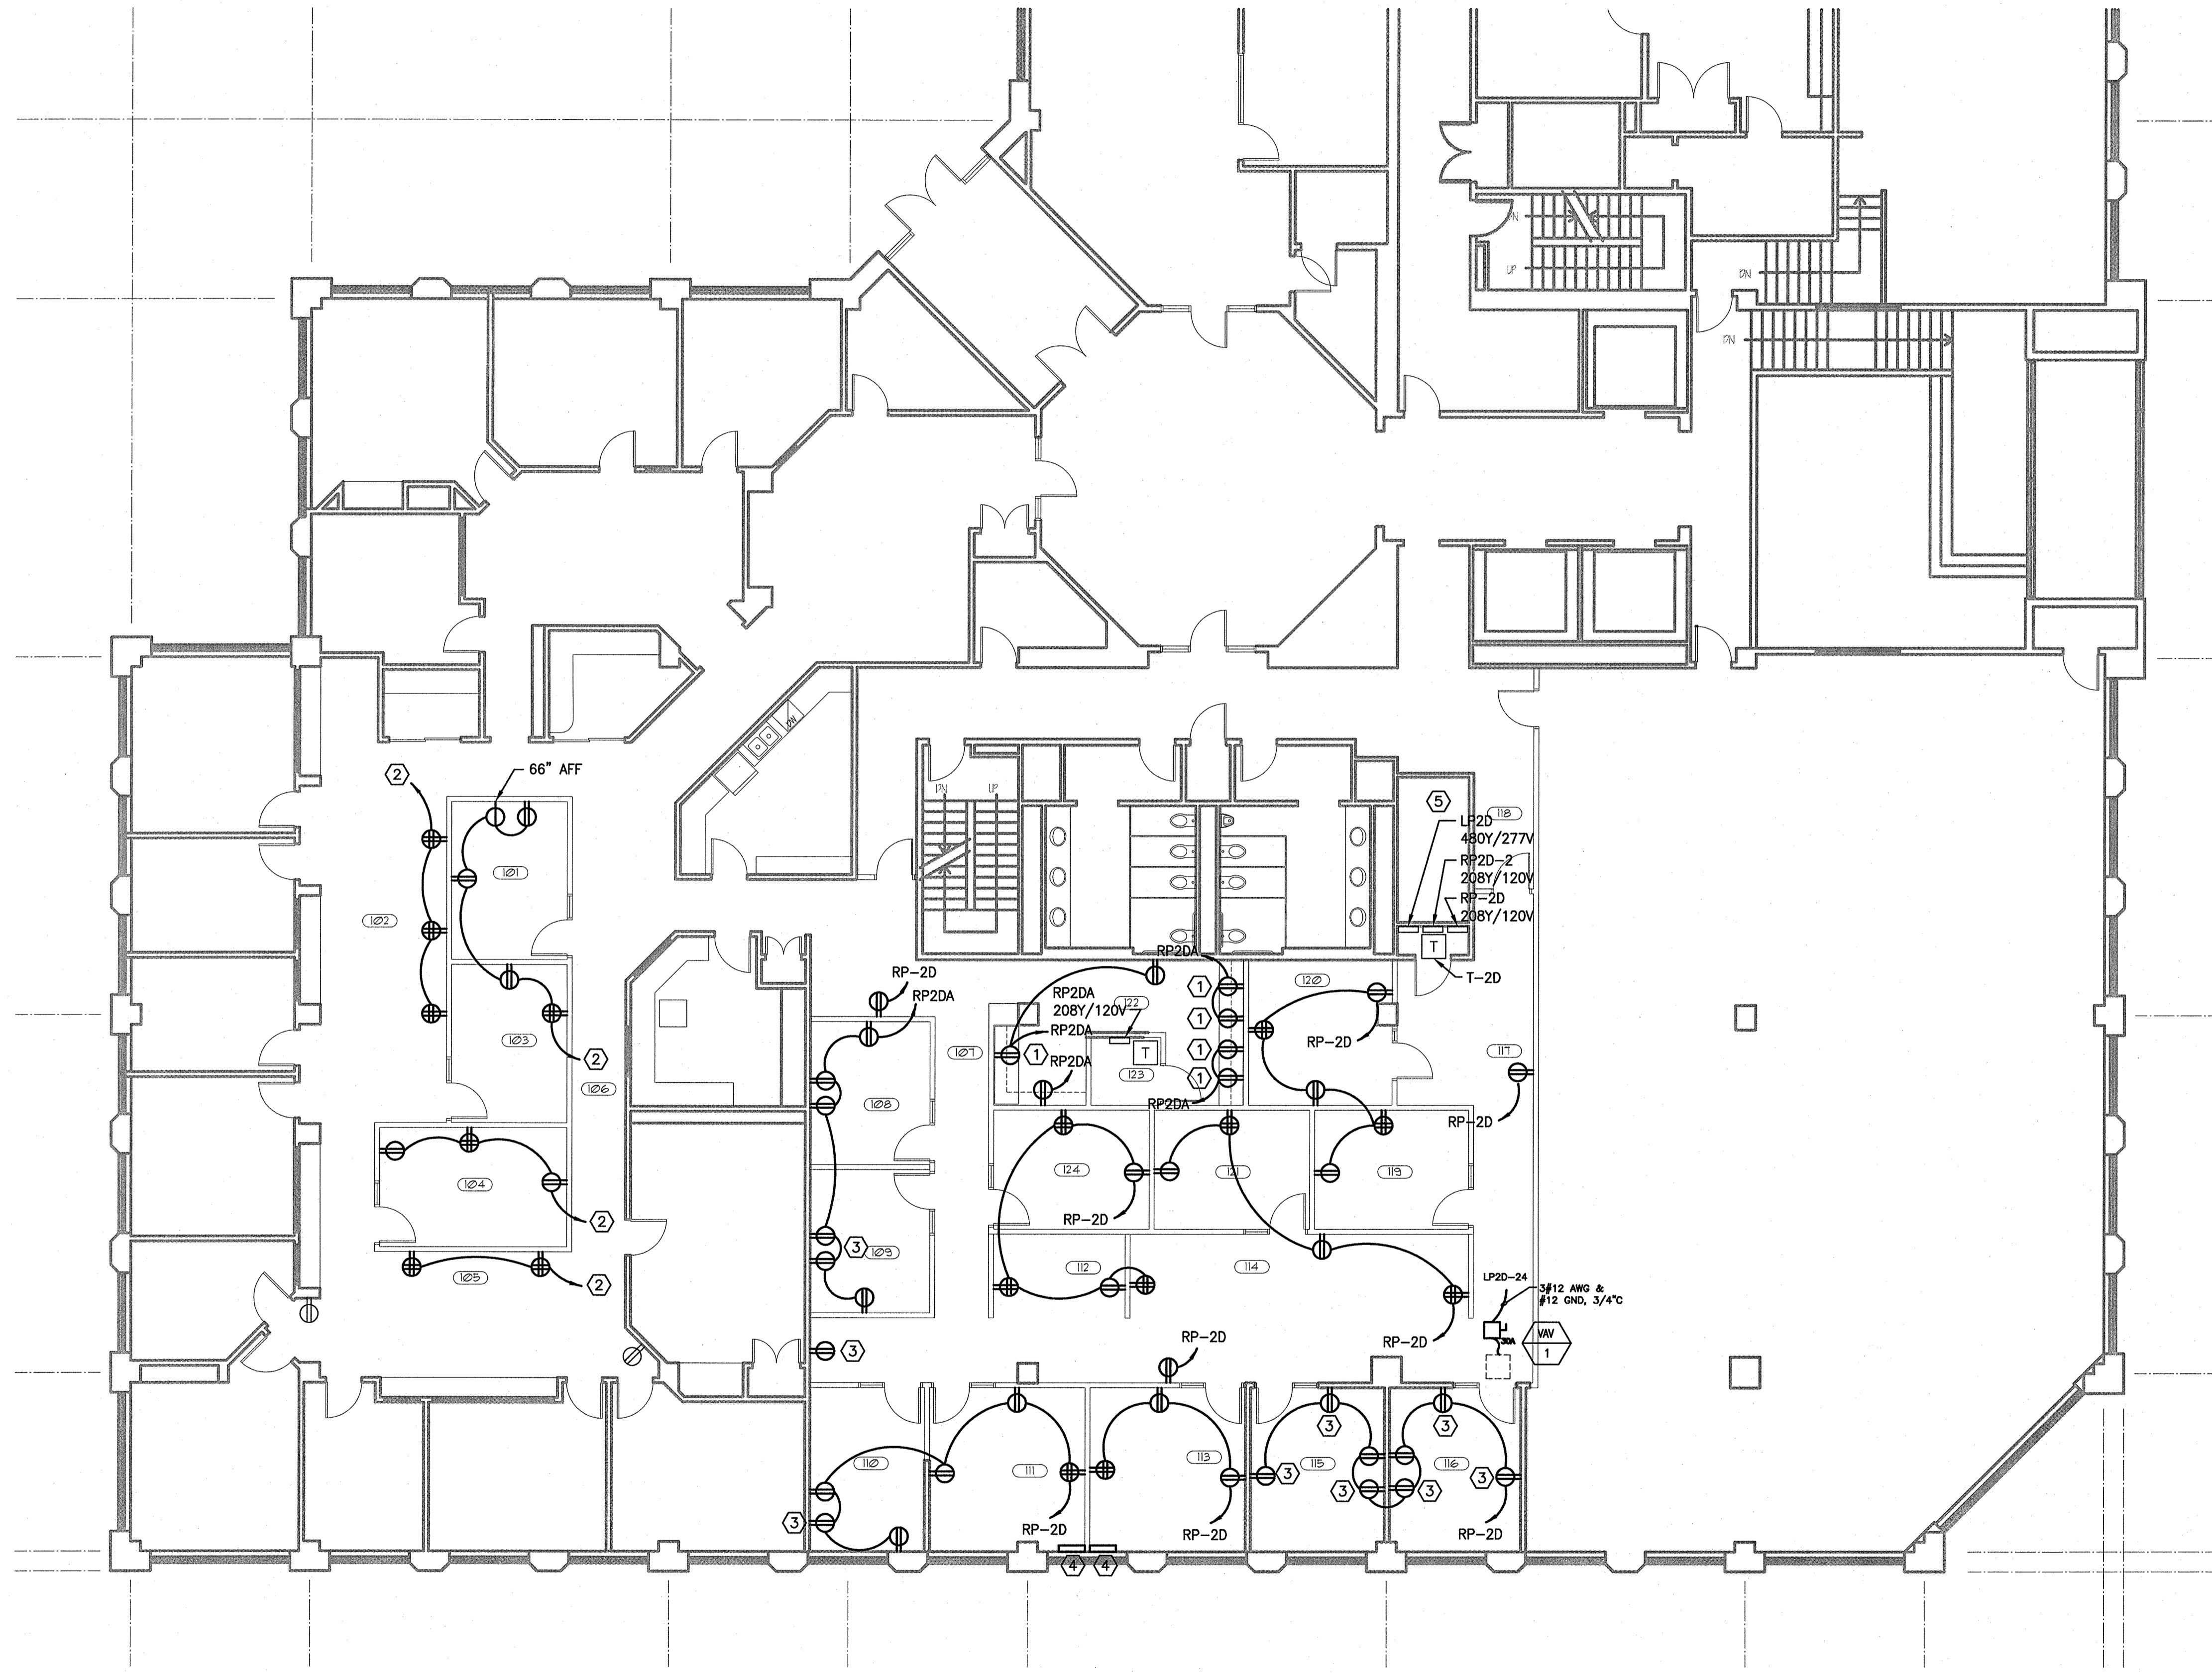 DN
UP
DN
DN
DN
66" AFF
2
5
118
LP2D
480Y/277V
RP2D-2
208Y/120V
RP-2D
208Y/120V
T
T-2D
DN
UP
101
102
103
106
2
104
2
105
2
RP-2D
RP2DA
107
108
3
109
3
RP2DA
RP2DA
208Y/120V
122
RP2DA
1
RP2DA
T
123
1
1
1
1
RP2DA
120
RP-2D
117
RP-2D
124
RP-2D
121
119
112
114
RP-2D
LP2D-24
3#12 AWG &
#12 GND, 3/4"C
30A
VAV
1
RP-2D
110
3
111
RP-2D
113
RP-2D
3
115
3
3
3
116
3
3
RP-2D
4
4
DN